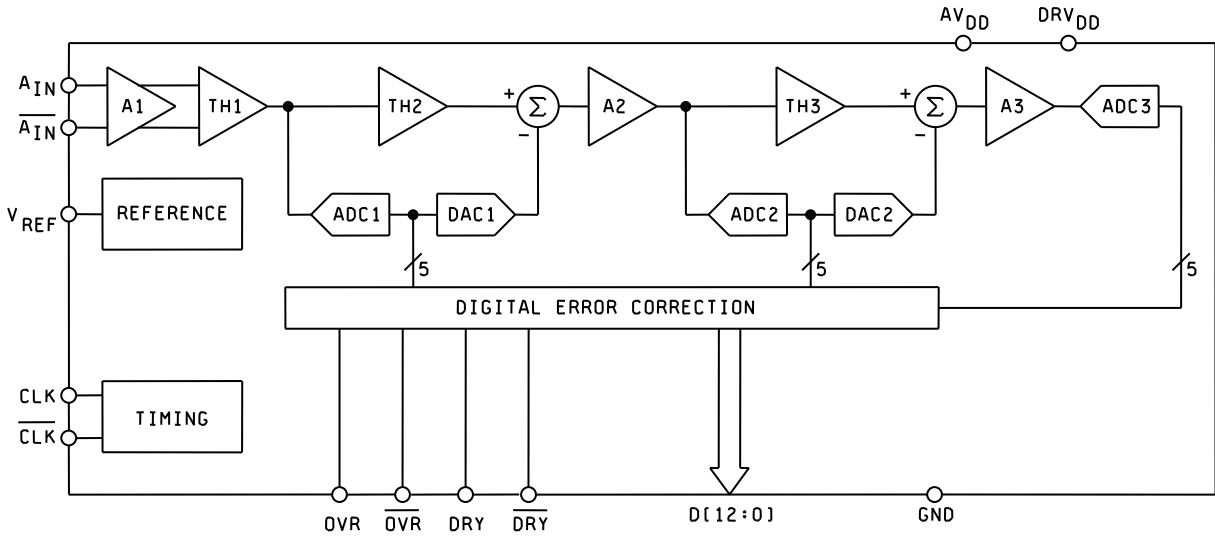 AVDD DRVDD
AIN A1 TH1 TH2 + Σ A2 TH3 + Σ A3 ADC3
AIN - -
VREF REFERENCE ADC1 DAC1 ADC2 DAC2
5 5 5
DIGITAL ERROR CORRECTION
CLK TIMING
CLK
OVR OVR DRY DRY D[12:0] GND